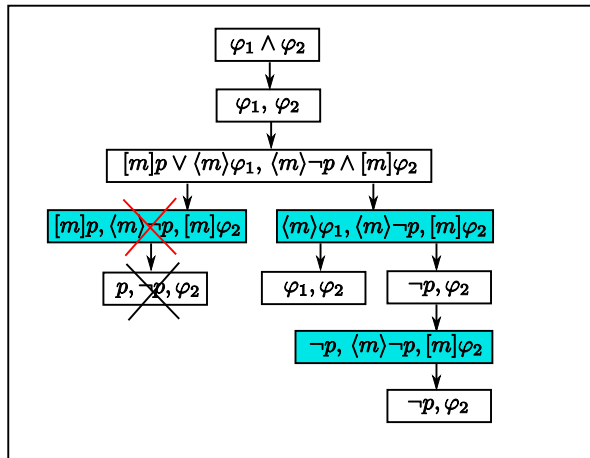 φ₁ ∧ φ₂
φ₁, φ₂
[m]p ∨ ⟨m⟩φ₁, ⟨m⟩¬p ∧ [m]φ₂
[m]p, ⟨m⟩¬p, [m]φ₂
⟨m⟩φ₁, ⟨m⟩¬p, [m]φ₂
p, ¬p, φ₂
φ₁, φ₂
¬p, φ₂
¬p, ⟨m⟩¬p, [m]φ₂
¬p, φ₂